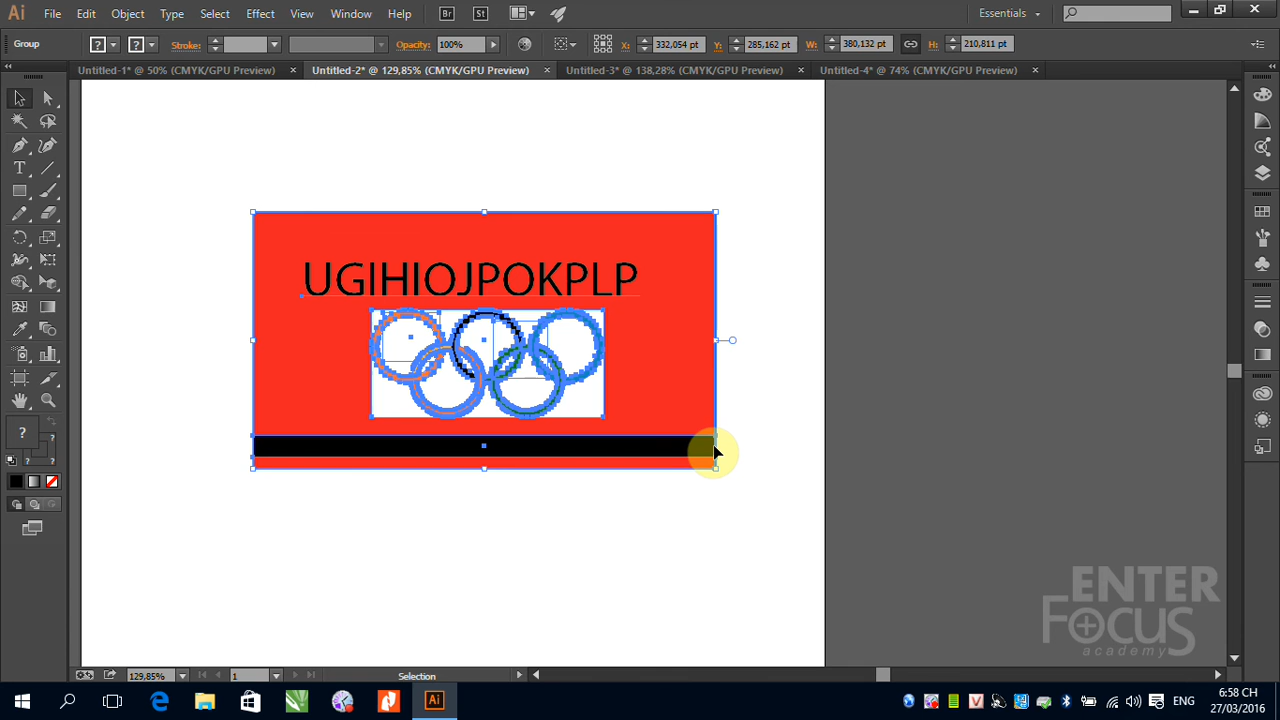 Ai File Edit Object Type Select Effect View Window Help Br St Essentials
Group ? ? Stroke: Opacity: 100% X: 332,054 pt Y: 285,162 pt W: 380,132 pt H: 210,811 pt
Untitled-1* @ 50% (CMYK/GPU Preview) × Untitled-2* @ 129,85% (CMYK/GPU Preview) × Untitled-3* @ 138,28% (CMYK/GPU Preview) × Untitled-4* @ 74% (CMYK/GPU Preview) ×
UGIHIOJPOKPLP
?
ENTER
FOCUS
academy
129,85% 1 Selection
Ai ENG 6:58 CH
27/03/2016